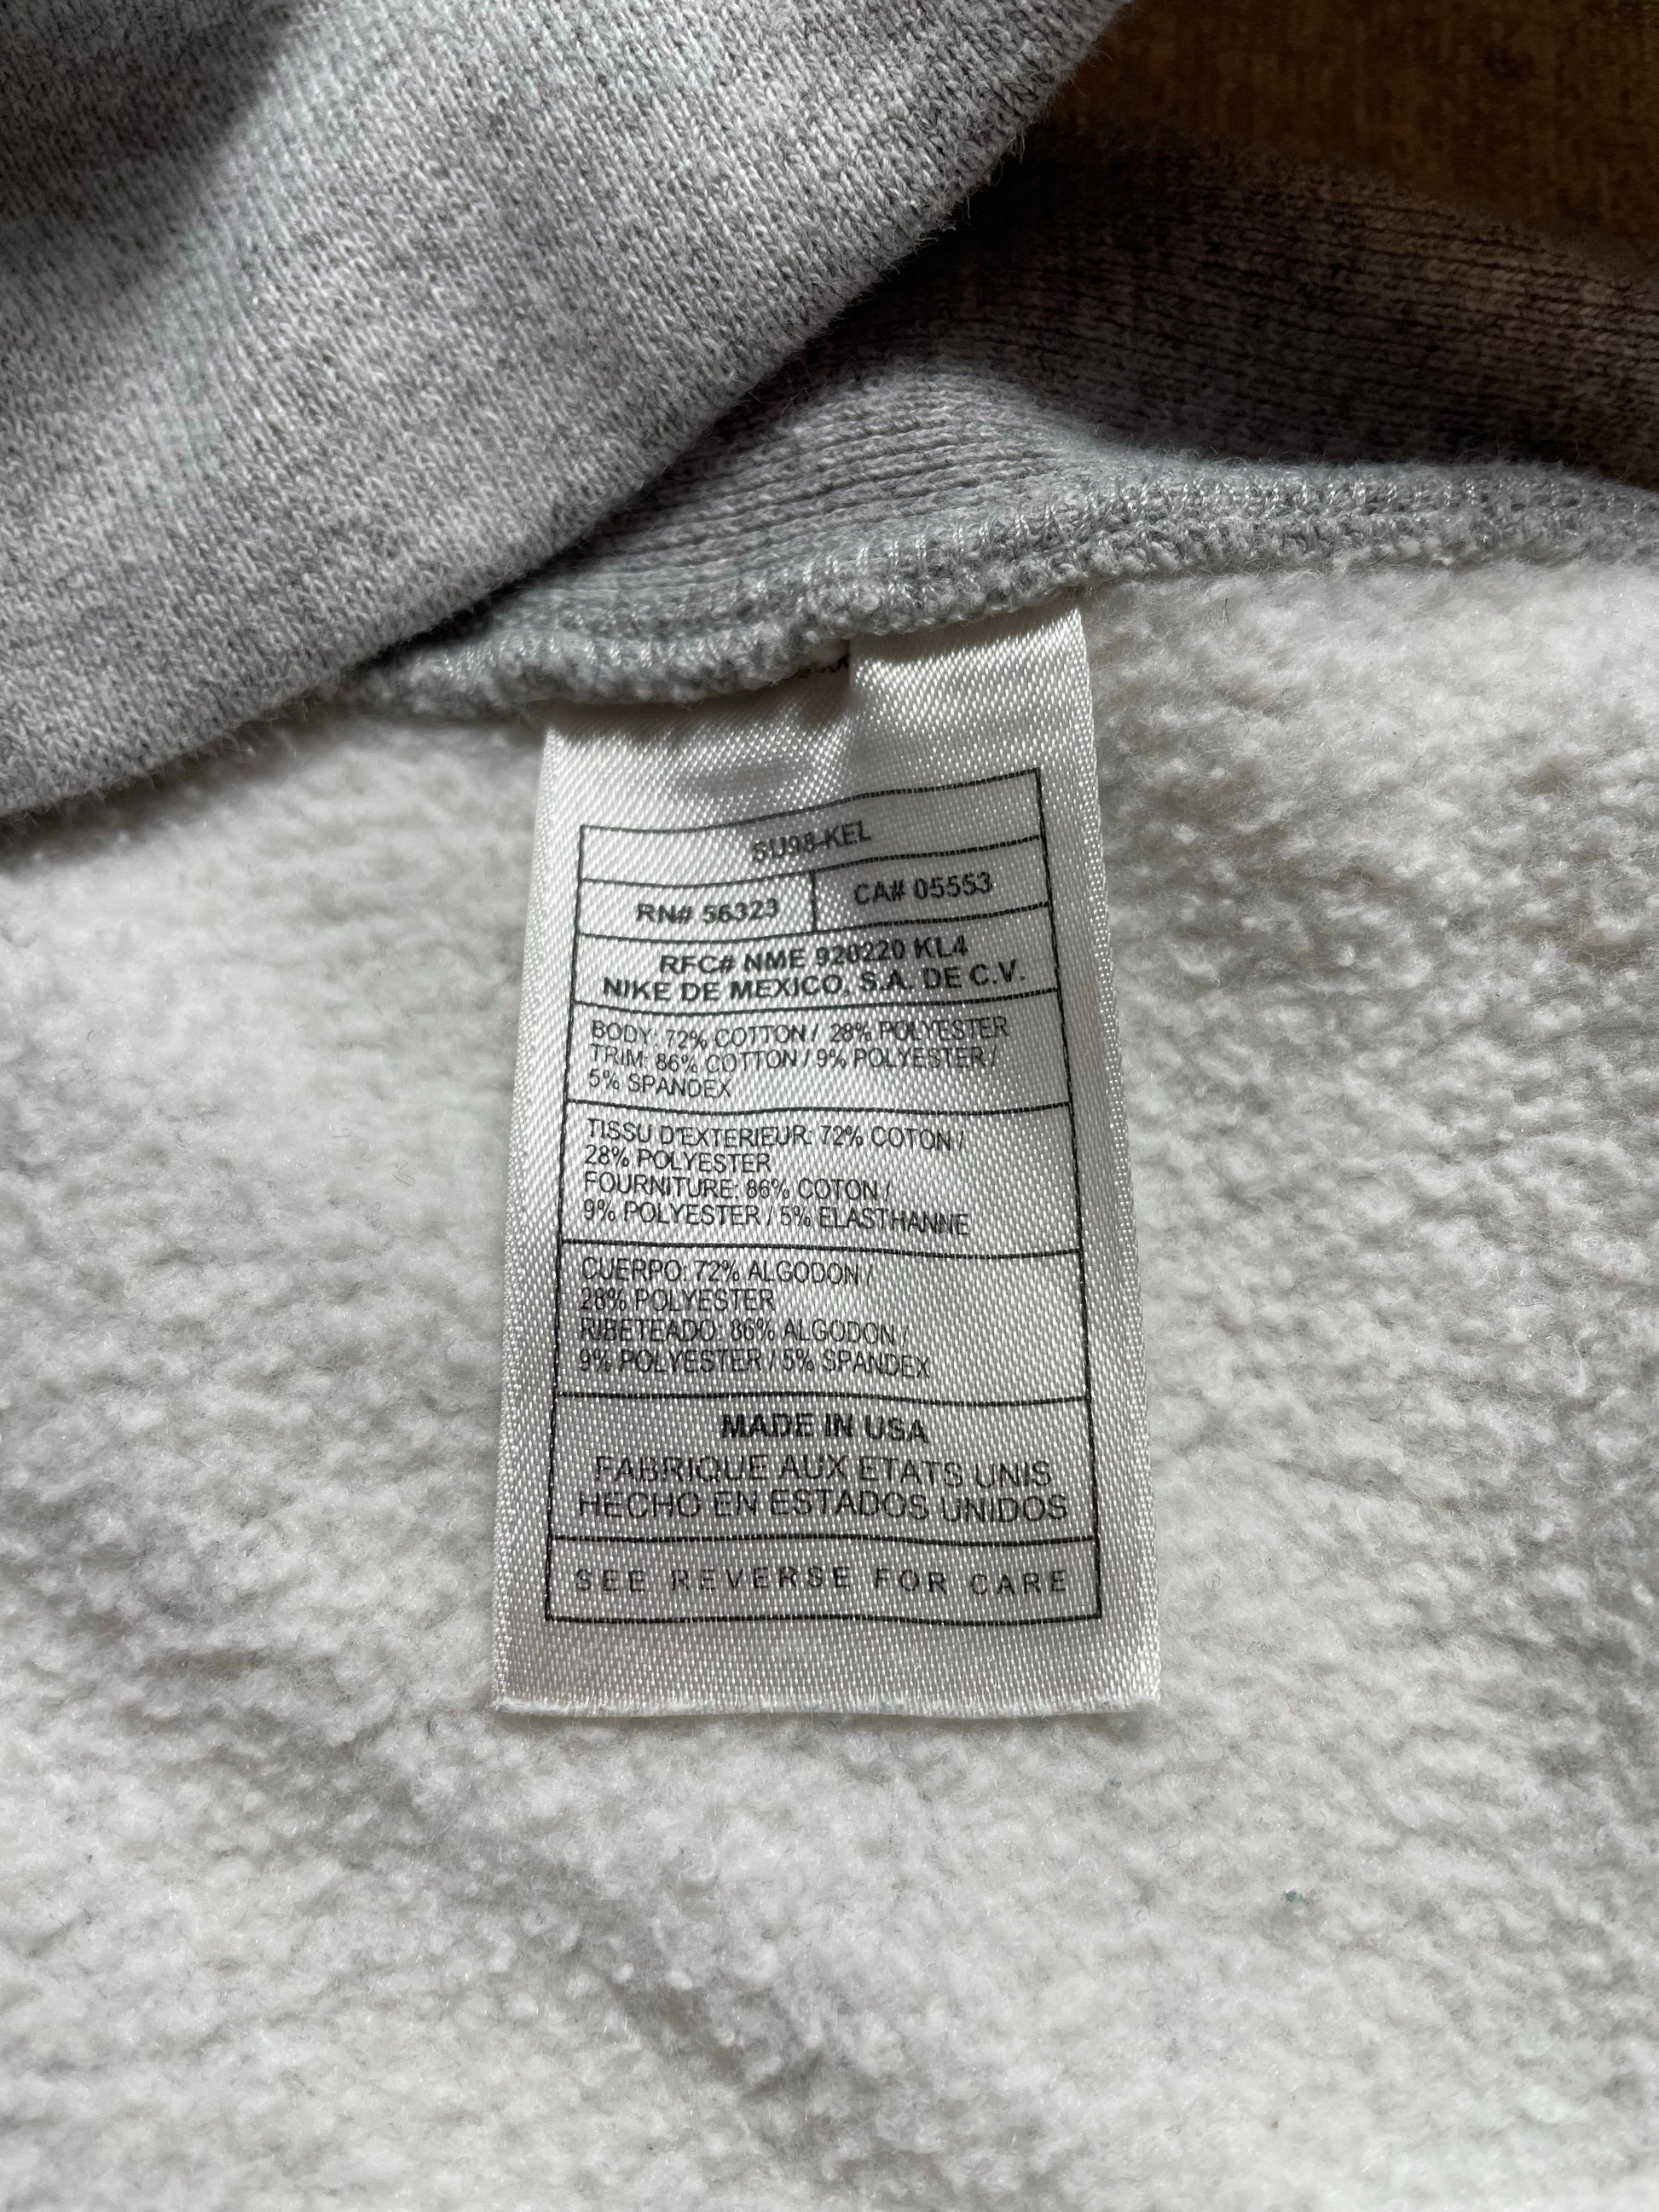 SU98-KEL
RN# 56323 CA# 05553
RFC# NME 920220 KL4
NIKE DE MEXICO, S.A. DE C.V.
BODY: 72% COTTON / 28% POLYESTER
TRIM: 86% COTTON / 9% POLYESTER /
5% SPANDEX
TISSU D'EXTERIEUR: 72% COTON /
28% POLYESTER
FOURNITURE: 86% COTON /
9% POLYESTER / 5% ELASTHANNE
CUERPO: 72% ALGODON /
28% POLYESTER
RIBETEADO: 86% ALGODON /
9% POLYESTER / 5% SPANDEX
MADE IN USA
FABRIQUE AUX ETATS UNIS
HECHO EN ESTADOS UNIDOS
SEE REVERSE FOR CARE